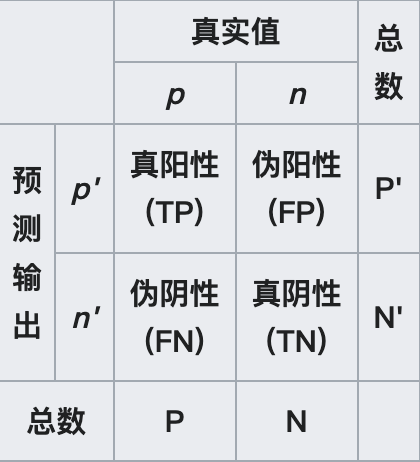 真实值
总
数
p
n
预
测
输
出
p′
真阳性
(TP)
伪阳性
(FP)
P'
n′
伪阴性
(FN)
真阴性
(TN)
N'
总数
P
N